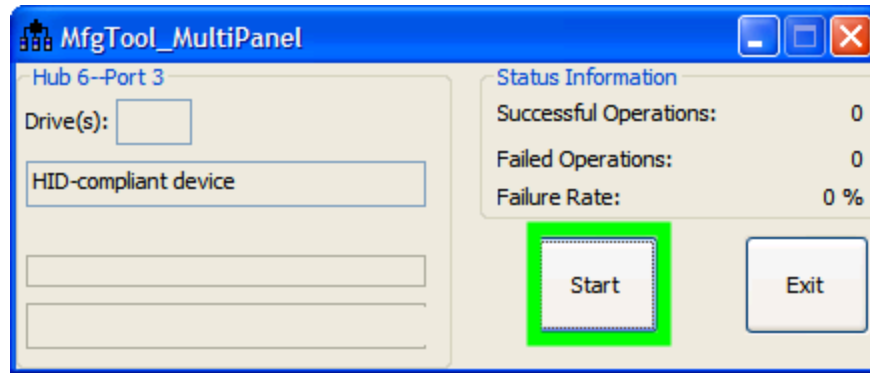 MfgTool_MultiPanel
Hub 6--Port 3
Drive(s):
HID-compliant device
Status Information
Successful Operations: 0
Failed Operations: 0
Failure Rate: 0 %
Start
Exit